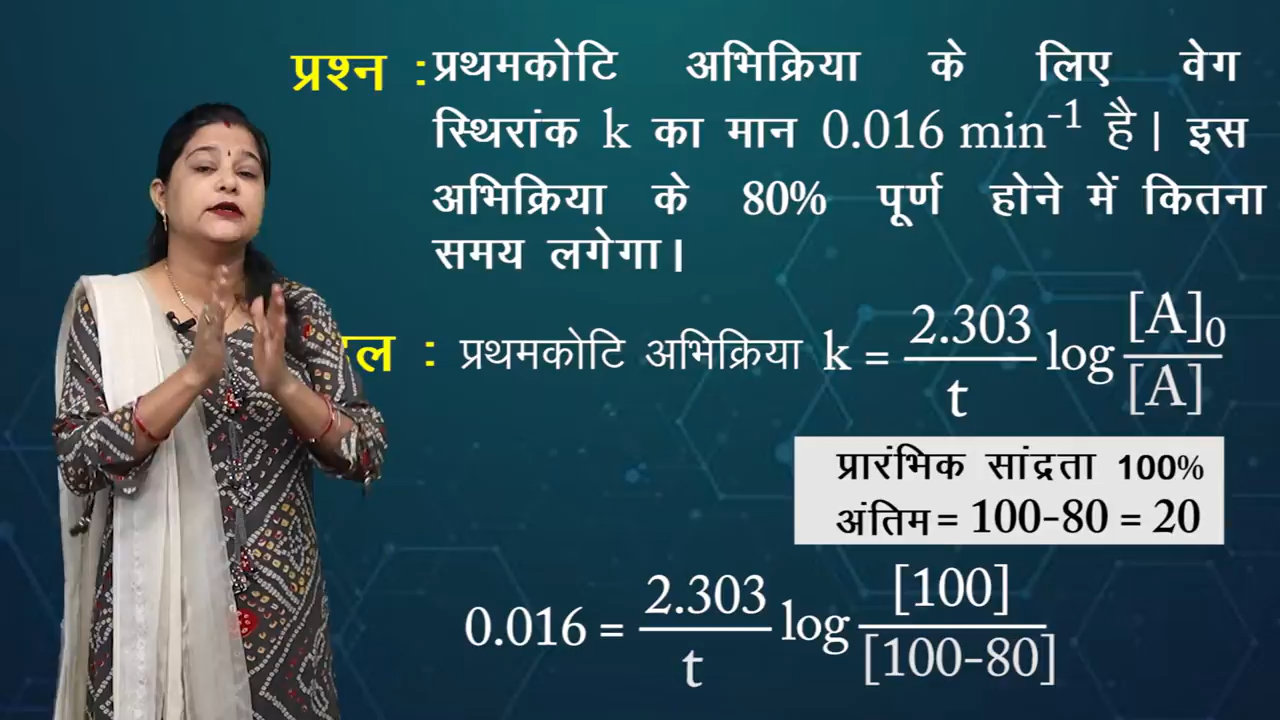 प्रश्न : प्रथमकोटि अभिक्रिया के लिए वेग
स्थिरांक k का मान 0.016 min⁻¹ है। इस
अभिक्रिया के 80% पूर्ण होने में कितना
समय लगेगा।
: प्रथमकोटि अभिक्रिया k = 2.303/t log [A]₀/[A]
प्रारंभिक सांद्रता 100%
अंतिम = 100-80 = 20
0.016 = 2.303/t log [100]/[100-80]